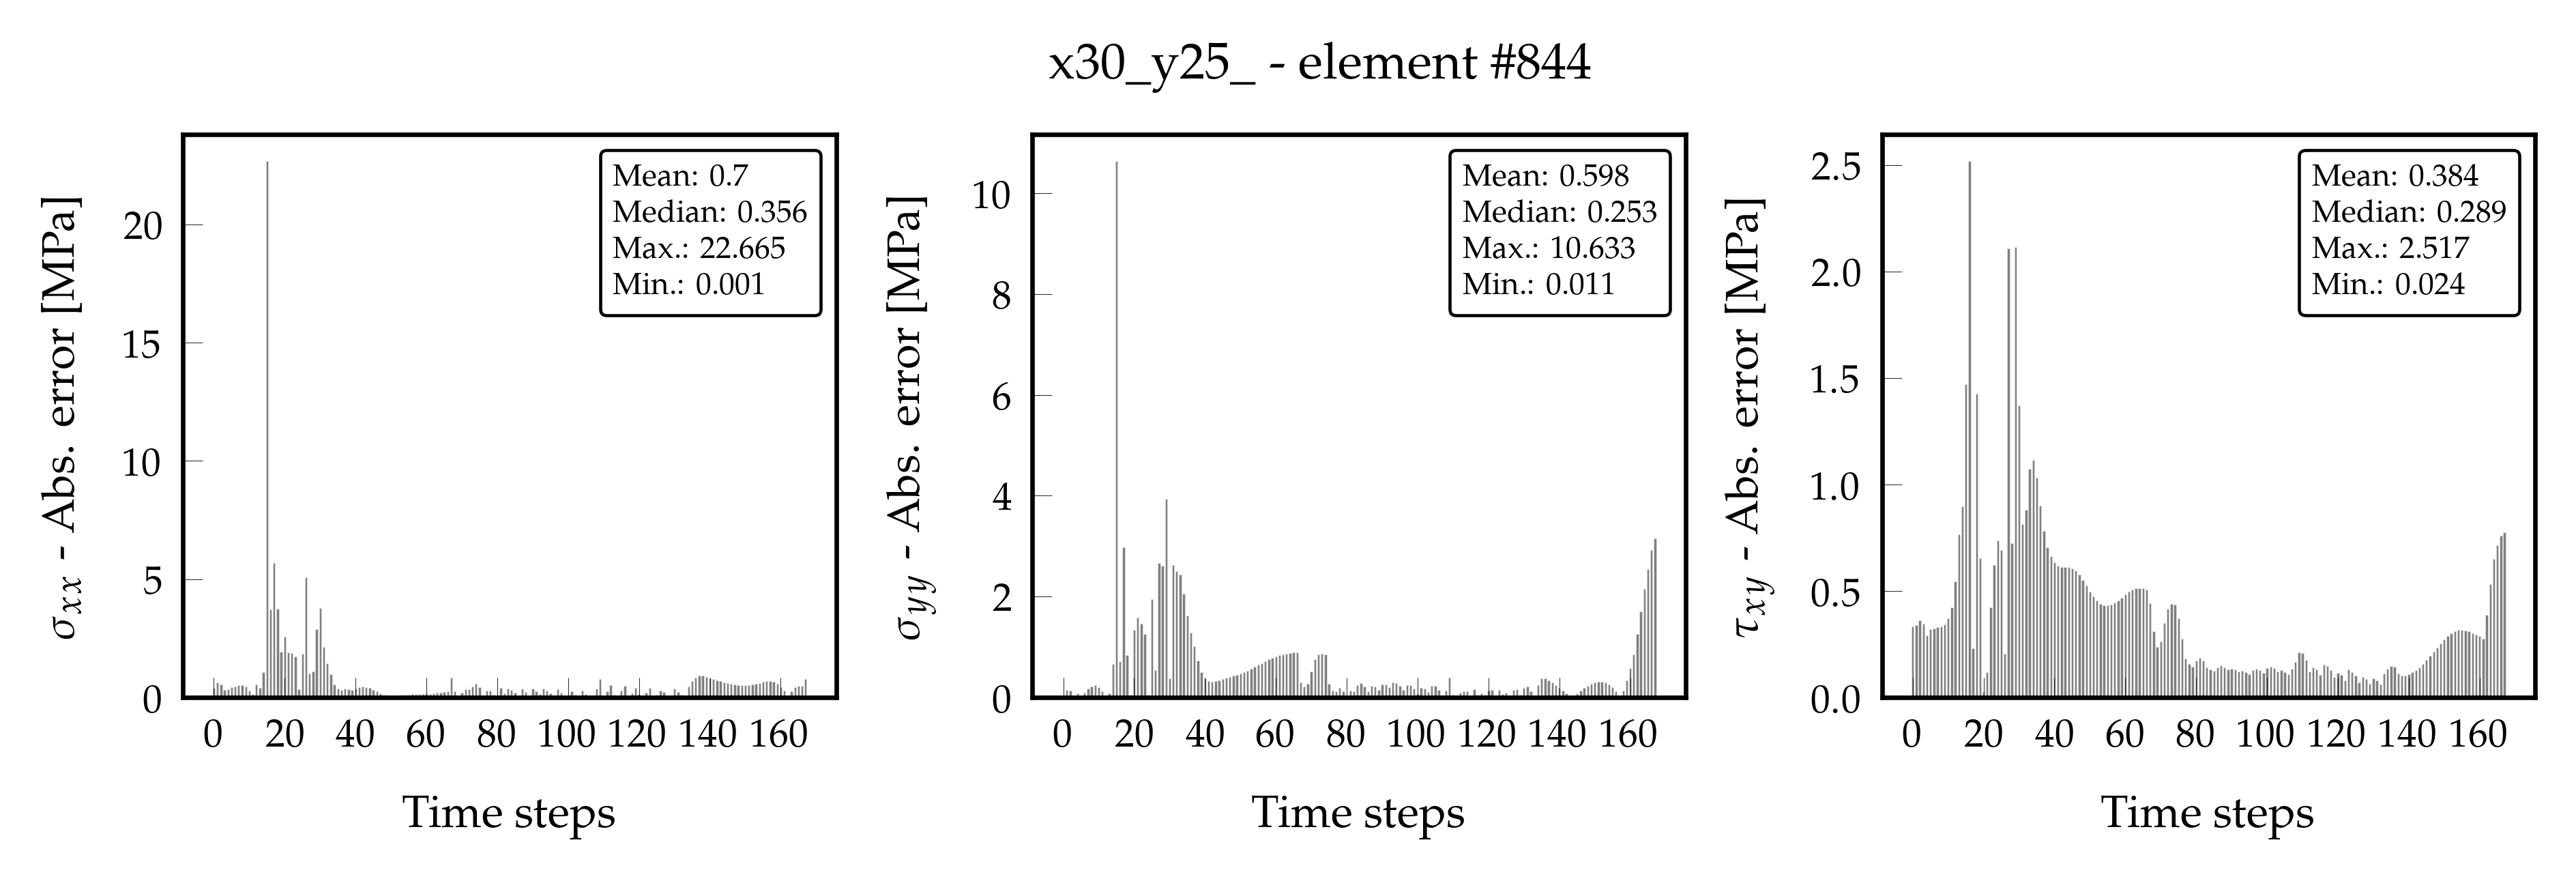 x30_y25_ - element #844
σxx - Abs. error [MPa]
20
15
10
5
0
0 20 40 60 80 100 120 140 160
Time steps
Mean: 0.7
Median: 0.356
Max.: 22.665
Min.: 0.001
σyy - Abs. error [MPa]
10
8
6
4
2
0
0 20 40 60 80 100 120 140 160
Time steps
Mean: 0.598
Median: 0.253
Max.: 10.633
Min.: 0.011
τxy - Abs. error [MPa]
2.5
2.0
1.5
1.0
0.5
0.0
0 20 40 60 80 100 120 140 160
Time steps
Mean: 0.384
Median: 0.289
Max.: 2.517
Min.: 0.024